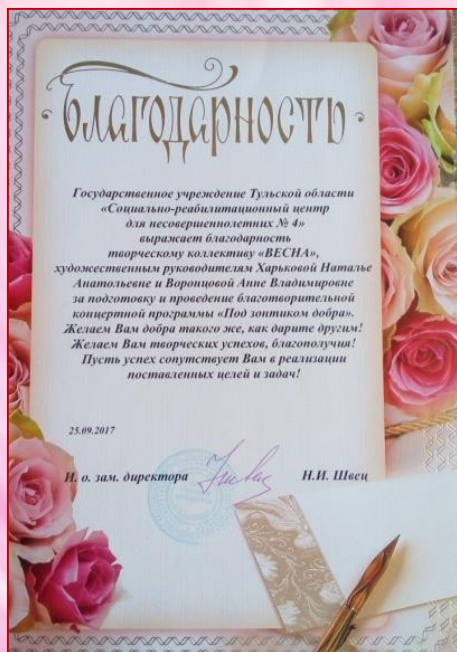 Благодарность
Государственное учреждение Тульской области
«Социально-реабилитационный центр
для несовершеннолетних № 4»
выражает благодарность
творческому коллективу «ВЕСНА»,
художественным руководителям Харьковой Наталье
Анатольевне и Воронцовой Анне Владимировне
за подготовку и проведение благотворительной
концертной программы «Под зонтиком добра».
Желаем Вам добра такого же, как дарите другим!
Желаем Вам творческих успехов, благополучия!
Пусть успех сопутствует Вам в реализации
поставленных целей и задач!
25.09.2017
И. о. зам. директора Н.И. Швец